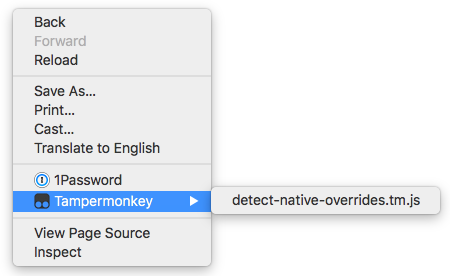 Back
Forward
Reload
Save As...
Print...
Cast...
Translate to English
1Password
Tampermonkey
detect-native-overrides.tm.js
View Page Source
Inspect